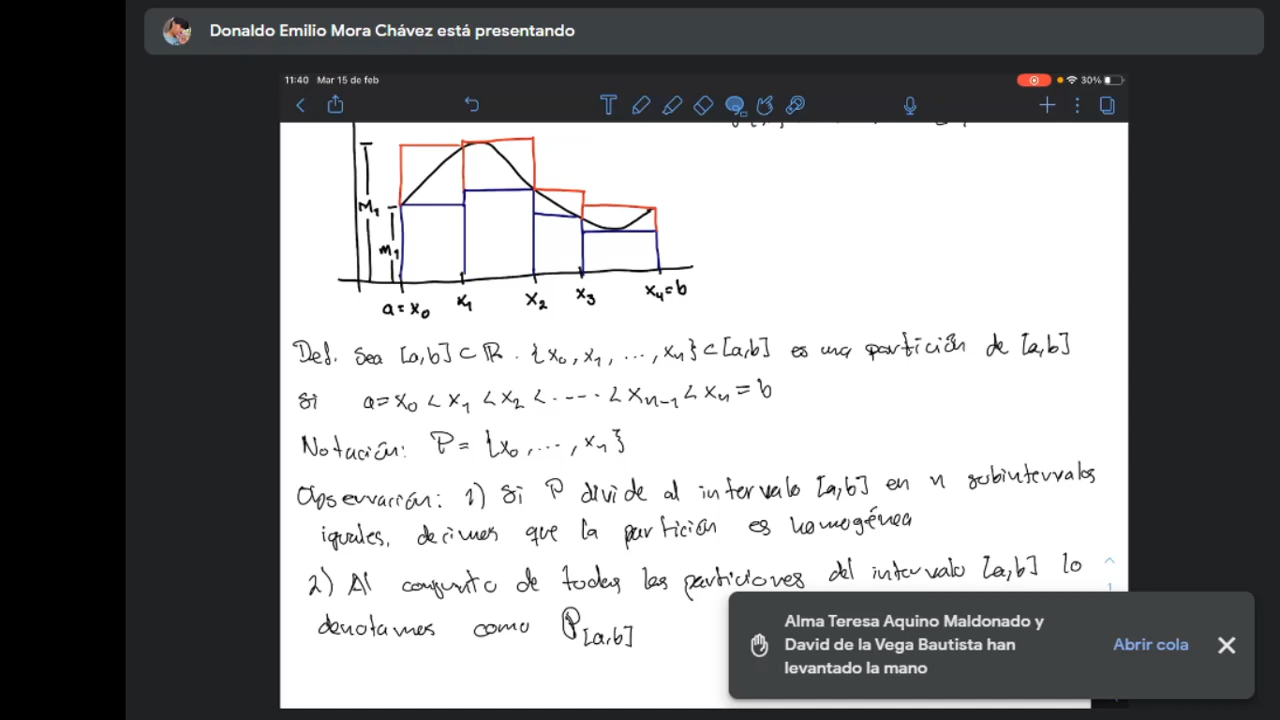 Donaldo Emilio Mora Chávez está presentando
11:40 Mar 15 de feb
30%
M₁
m₁
a=x₀ x₁ x₂ x₃ x₄=b
Def. Sea [a,b]⊂ℝ. {x₀, x₁, ..., xₙ}⊂[a,b] es una partición de [a,b]
si a=x₀<x₁<x₂<.....<xₙ₋₁<xₙ=b
Notación: P={x₀,...,xₙ}
Observación: 1) Si P divide al intervalo [a,b] en n subintervalos
iguales, decimos que la partición es homogénea
2) Al conjunto de todas las particiones del intervalo [a,b] lo
denotamos como 𝒫[a,b]
Alma Teresa Aquino Maldonado y
David de la Vega Bautista han
levantado la mano
Abrir cola